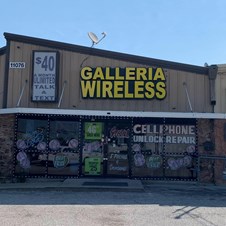 $40
UNLIMITED
TALK
&
TEXT
11076
GALLERIA
WIRELESS
CELLPHONE
UNLOCK REPAIR